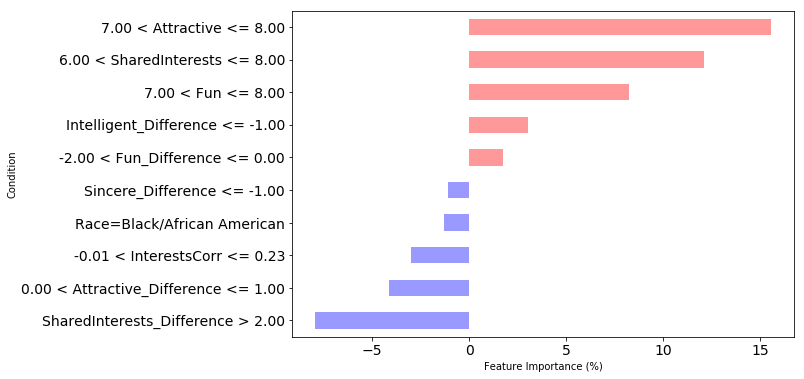 7.00 < Attractive <= 8.00
6.00 < SharedInterests <= 8.00
7.00 < Fun <= 8.00
Intelligent_Difference <= -1.00
-2.00 < Fun_Difference <= 0.00
Sincere_Difference <= -1.00
Race=Black/African American
-0.01 < InterestsCorr <= 0.23
0.00 < Attractive_Difference <= 1.00
SharedInterests_Difference > 2.00
Condition
−5 0 5 10 15
Feature Importance (%)